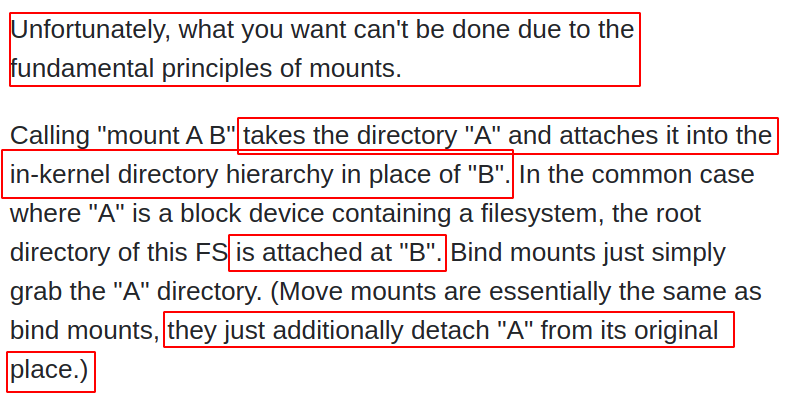 Unfortunately, what you want can't be done due to the
fundamental principles of mounts.
Calling "mount A B" takes the directory "A" and attaches it into the
in-kernel directory hierarchy in place of "B". In the common case
where "A" is a block device containing a filesystem, the root
directory of this FS is attached at "B". Bind mounts just simply
grab the "A" directory. (Move mounts are essentially the same as
bind mounts, they just additionally detach "A" from its original
place.)